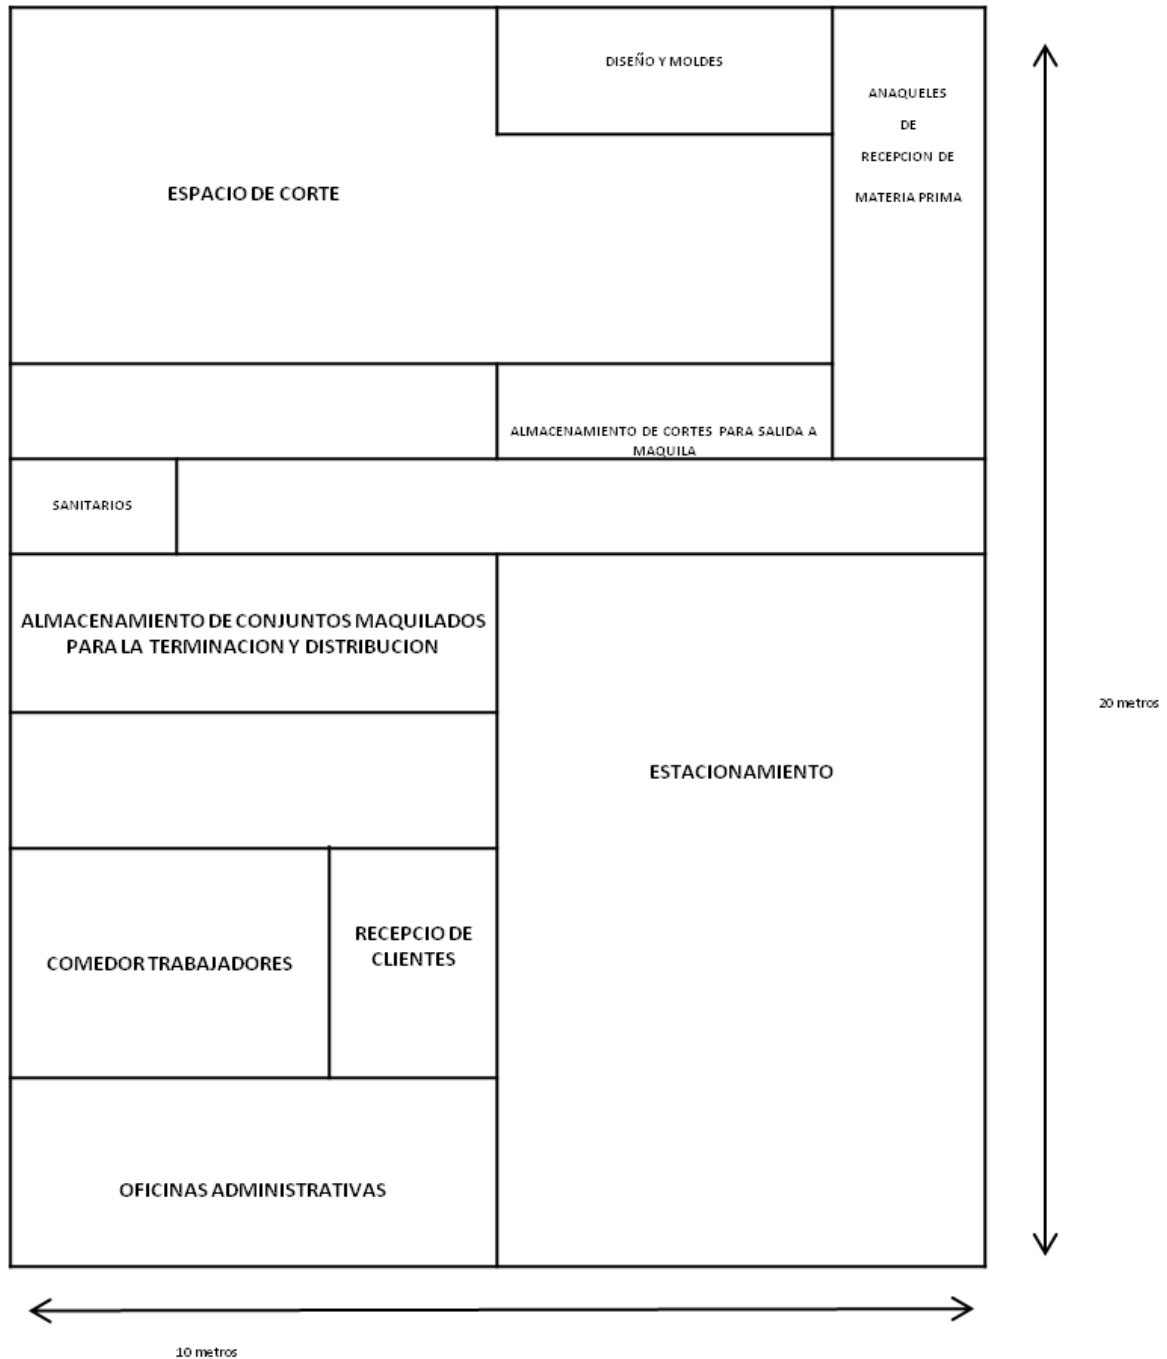 DISEÑO Y MOLDES
ANAQUELES
DE
RECEPCION DE
MATERIA PRIMA
ESPACIO DE CORTE
ALMACENAMIENTO DE CORTES PARA SALIDA A
MAQUILA
SANITARIOS
ALMACENAMIENTO DE CONJUNTOS MAQUILADOS
PARA LA TERMINACION Y DISTRIBUCION
20 metros
ESTACIONAMIENTO
RECEPCIO DE
CLIENTES
COMEDOR TRABAJADORES
OFICINAS ADMINISTRATIVAS
10 metros